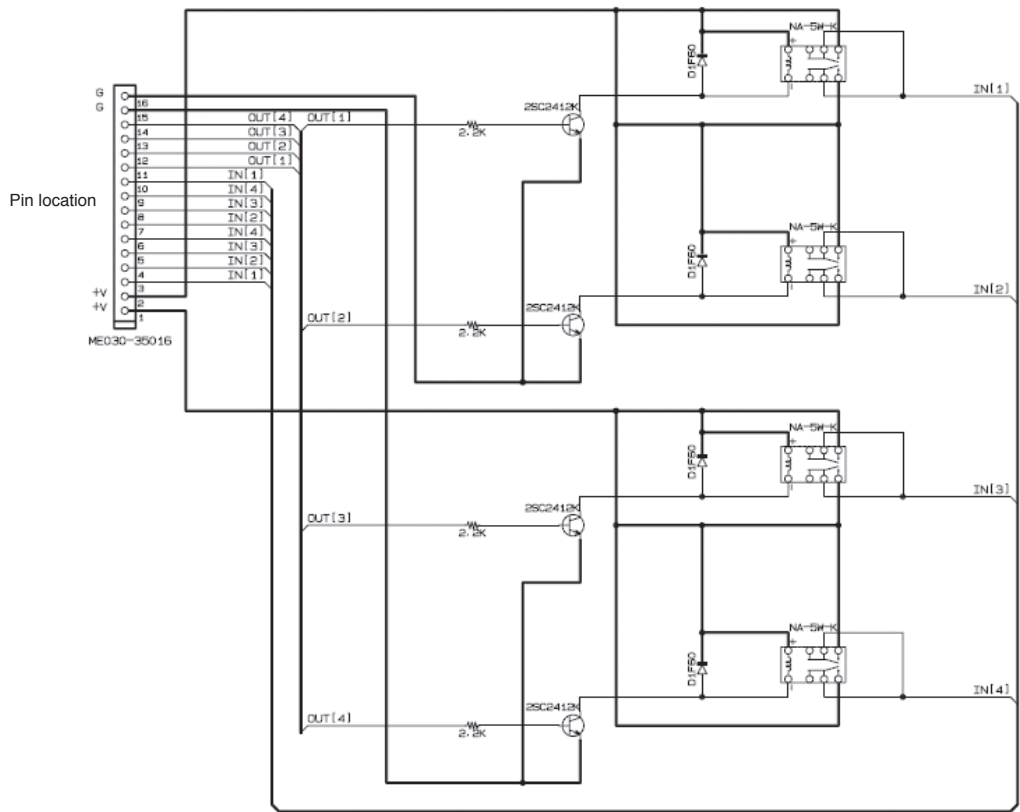 NA-5W-K
+
D1F60
G
G
16
15
14
13
12
11
10
9
8
7
6
5
4
3
2
1
+V
+V
ME030-35016
Pin location
OUT[4]
OUT[3]
OUT[2]
OUT[1]
IN[1]
IN[4]
IN[3]
IN[2]
IN[4]
IN[3]
IN[2]
IN[1]
OUT[1]
2.2K
2SC2412K
IN[1]
NA-5W-K
+
D1F60
OUT[2]
2.2K
2SC2412K
IN[2]
NA-5W-K
+
D1F60
OUT[3]
2.2K
2SC2412K
IN[3]
NA-5W-K
+
D1F60
OUT[4]
2.2K
2SC2412K
IN[4]